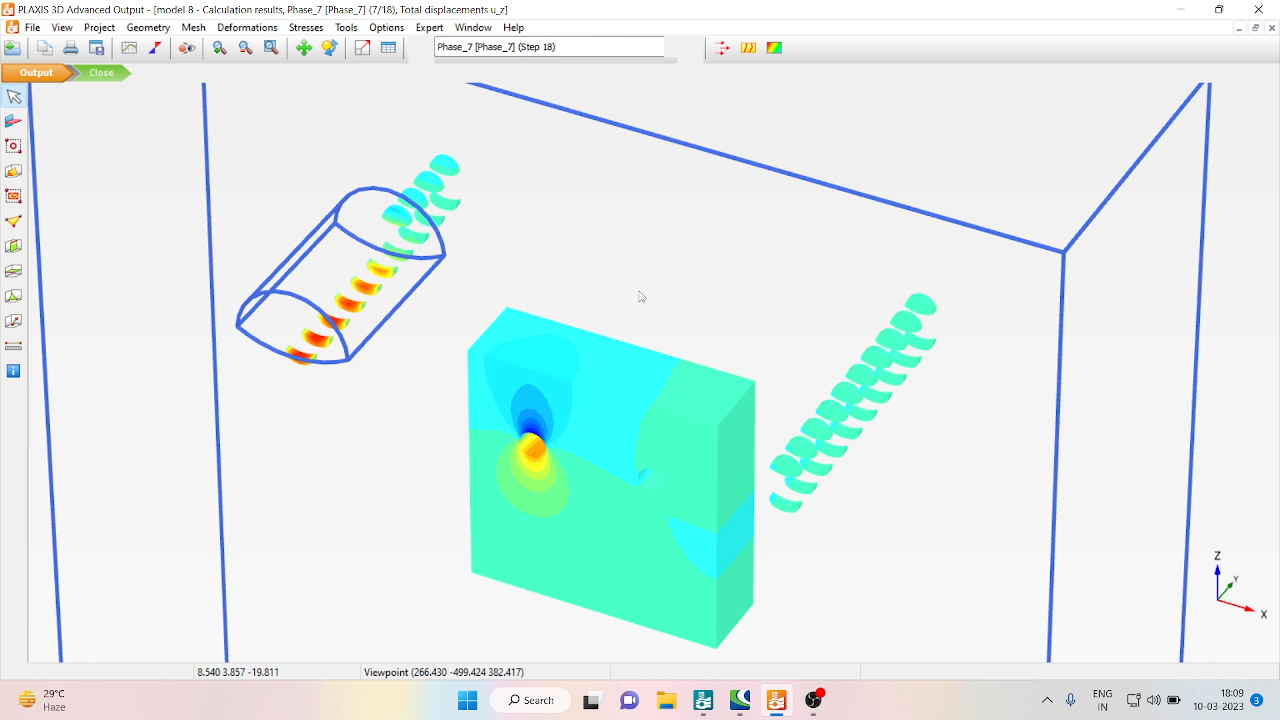 PLAXIS 3D Advanced Output - [model 8 - Calculation results, Phase_7 [Phase_7] (7/18), Total displacements u_z]
File View Project Geometry Mesh Deformations Stresses Tools Options Expert Window Help
Phase_7 [Phase_7] (Step 18)
Output Close
Z
Y
X
8.540 3.857 -19.811 Viewpoint (266.430 -499.424 382.417)
29°C
Haze
Search
ENG
IN
18:09
10-03-2023
3